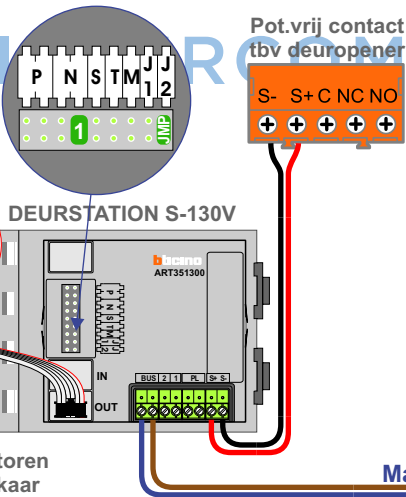 Pot.vrij contact
tbv deuropener
ERCOM
P N S T M J1 J2
1 JMP
S- S+ C NC NO
DEURSTATION S-130V
bticino
ART351300
P N S T M 1 2
IN
OUT
BUS 2 1 PL S+ S-
toren
kaar
Ma